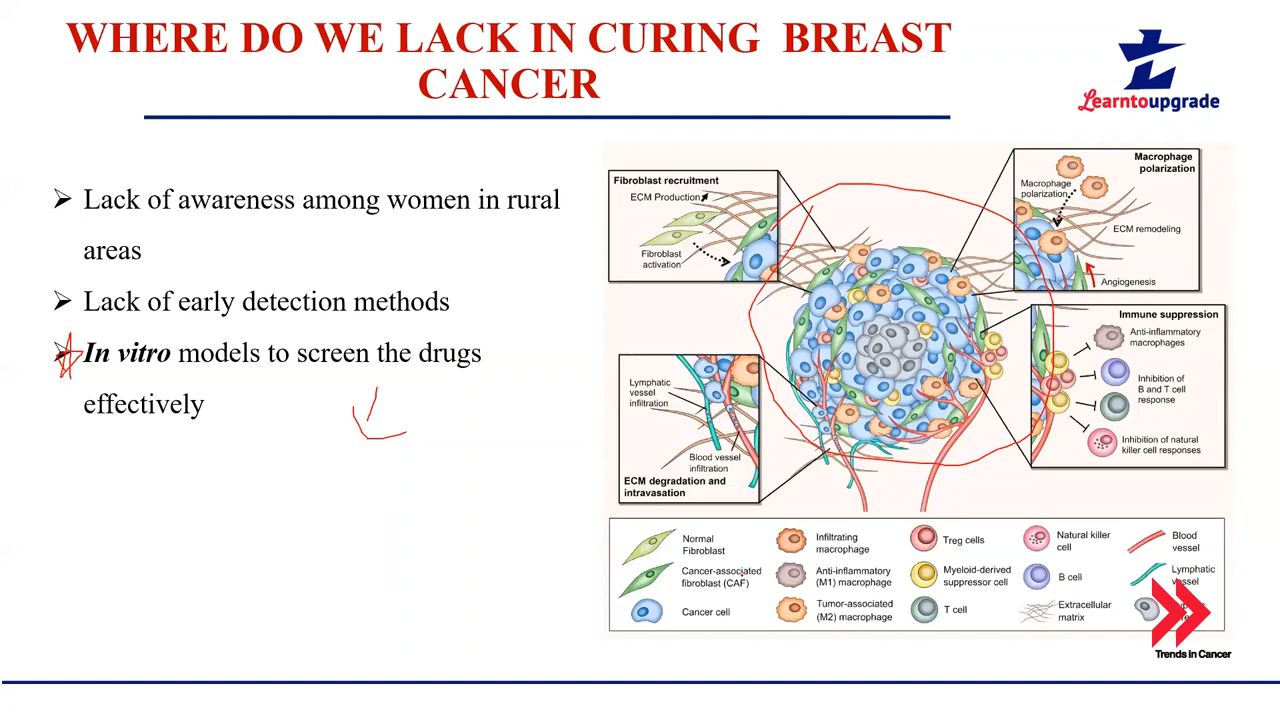 WHERE DO WE LACK IN CURING BREAST
CANCER
Learntoupgrade
Lack of awareness among women in rural
areas
Lack of early detection methods
In vitro models to screen the drugs
effectively
Fibroblast recruitment
ECM Production
Fibroblast
activation
Macrophage
polarization
Macrophage
polarization
ECM remodeling
Angiogenesis
Lymphatic
vessel
infiltration
Blood vessel
infiltration
ECM degradation and
intravasation
Immune suppression
Anti-inflammatory
macrophages
Inhibition of
B and T cell
response
Inhibition of natural
killer cell responses
Normal
Fibroblast
Infiltrating
macrophage
Treg cells
Natural killer
cell
Blood
vessel
Cancer-associated
fibroblast (CAF)
Anti-inflammatory
(M1) macrophage
Myeloid-derived
suppressor cell
B cell
Lymphatic
vessel
Cancer cell
Tumor-associated
(M2) macrophage
T cell
Extracellular
matrix
Trends in Cancer